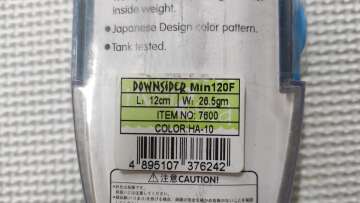 inside weight.
• Japanese Design color pattern.
• Tank tested.
DOWNSIDER Min120F
L: 12cm W: 26.5gm
ITEM NO: 7600
COLOR:HA-10
4 895107 376242
⚠注意CAUTION!